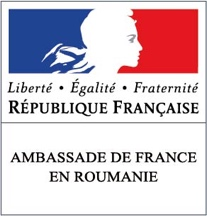 Liberté • Égalité • Fraternité
RÉPUBLIQUE FRANÇAISE
AMBASSADE DE FRANCE
EN ROUMANIE